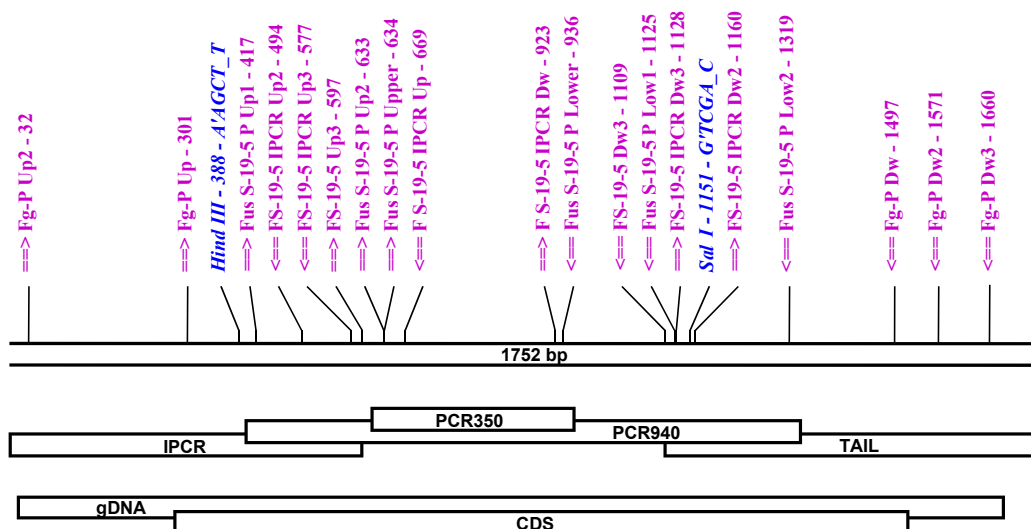 ==> Fg-P Up2 - 32
==> Fg-P Up - 301
Hind III - 388 - A'AGCT_T
==> Fus S-19-5 P Up1 - 417
<== FS-19-5 IPCR Up2 - 494
<== FS-19-5 IPCR Up3 - 577
==> FS-19-5 Up3 - 597
==> Fus S-19-5 P Up2 - 633
==> Fus S-19-5 P Upper - 634
<== F S-19-5 IPCR Up - 669
==> F S-19-5 IPCR Dw - 923
<== Fus S-19-5 P Lower - 936
<== FS-19-5 Dw3 - 1109
<== Fus S-19-5 P Low1 - 1125
==> FS-19-5 IPCR Dw3 - 1128
Sal I - 1151 - G'TCGA_C
==> FS-19-5 IPCR Dw2 - 1160
<== Fus S-19-5 P Low2 - 1319
<== Fg-P Dw - 1497
<== Fg-P Dw2 - 1571
<== Fg-P Dw3 - 1660
1752 bp
PCR350
PCR940
IPCR
TAIL
gDNA
CDS